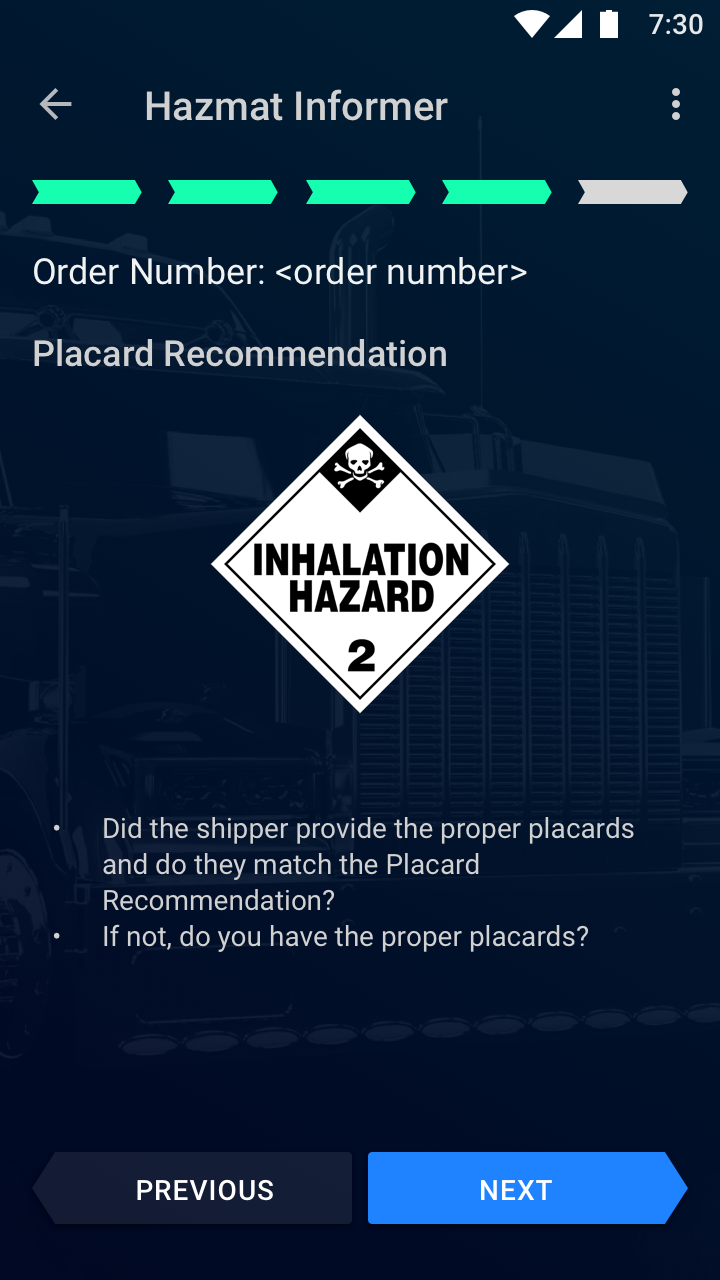 7:30
Hazmat Informer
Order Number: <order number>
Placard Recommendation
INHALATION
HAZARD
2
• Did the shipper provide the proper placards
and do they match the Placard
Recommendation?
• If not, do you have the proper placards?
PREVIOUS
NEXT